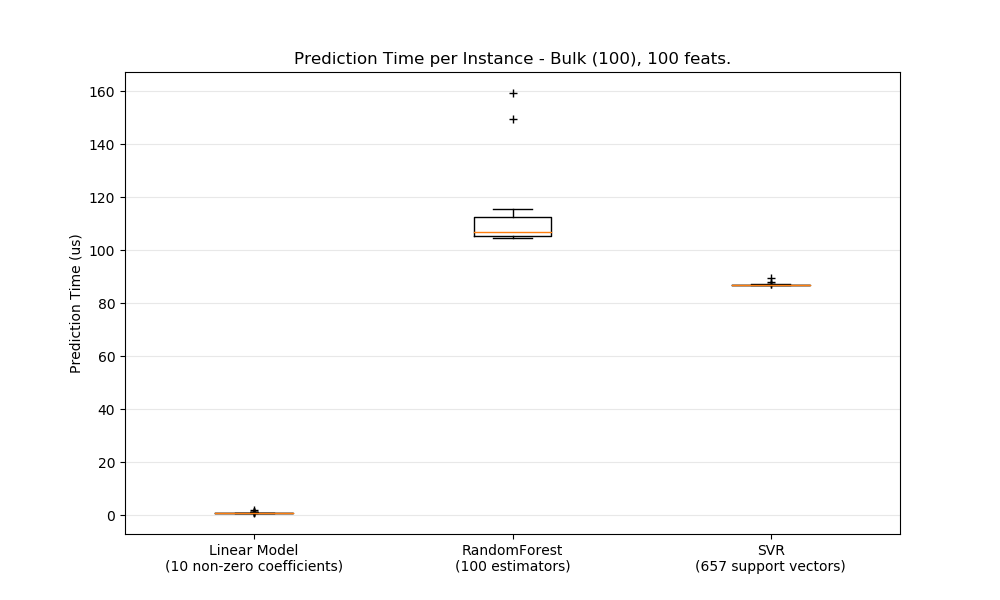 Prediction Time per Instance - Bulk (100), 100 feats.
160
140
120
100
80
60
40
20
0
Prediction Time (us)
Linear Model
(10 non-zero coefficients)
RandomForest
(100 estimators)
SVR
(657 support vectors)